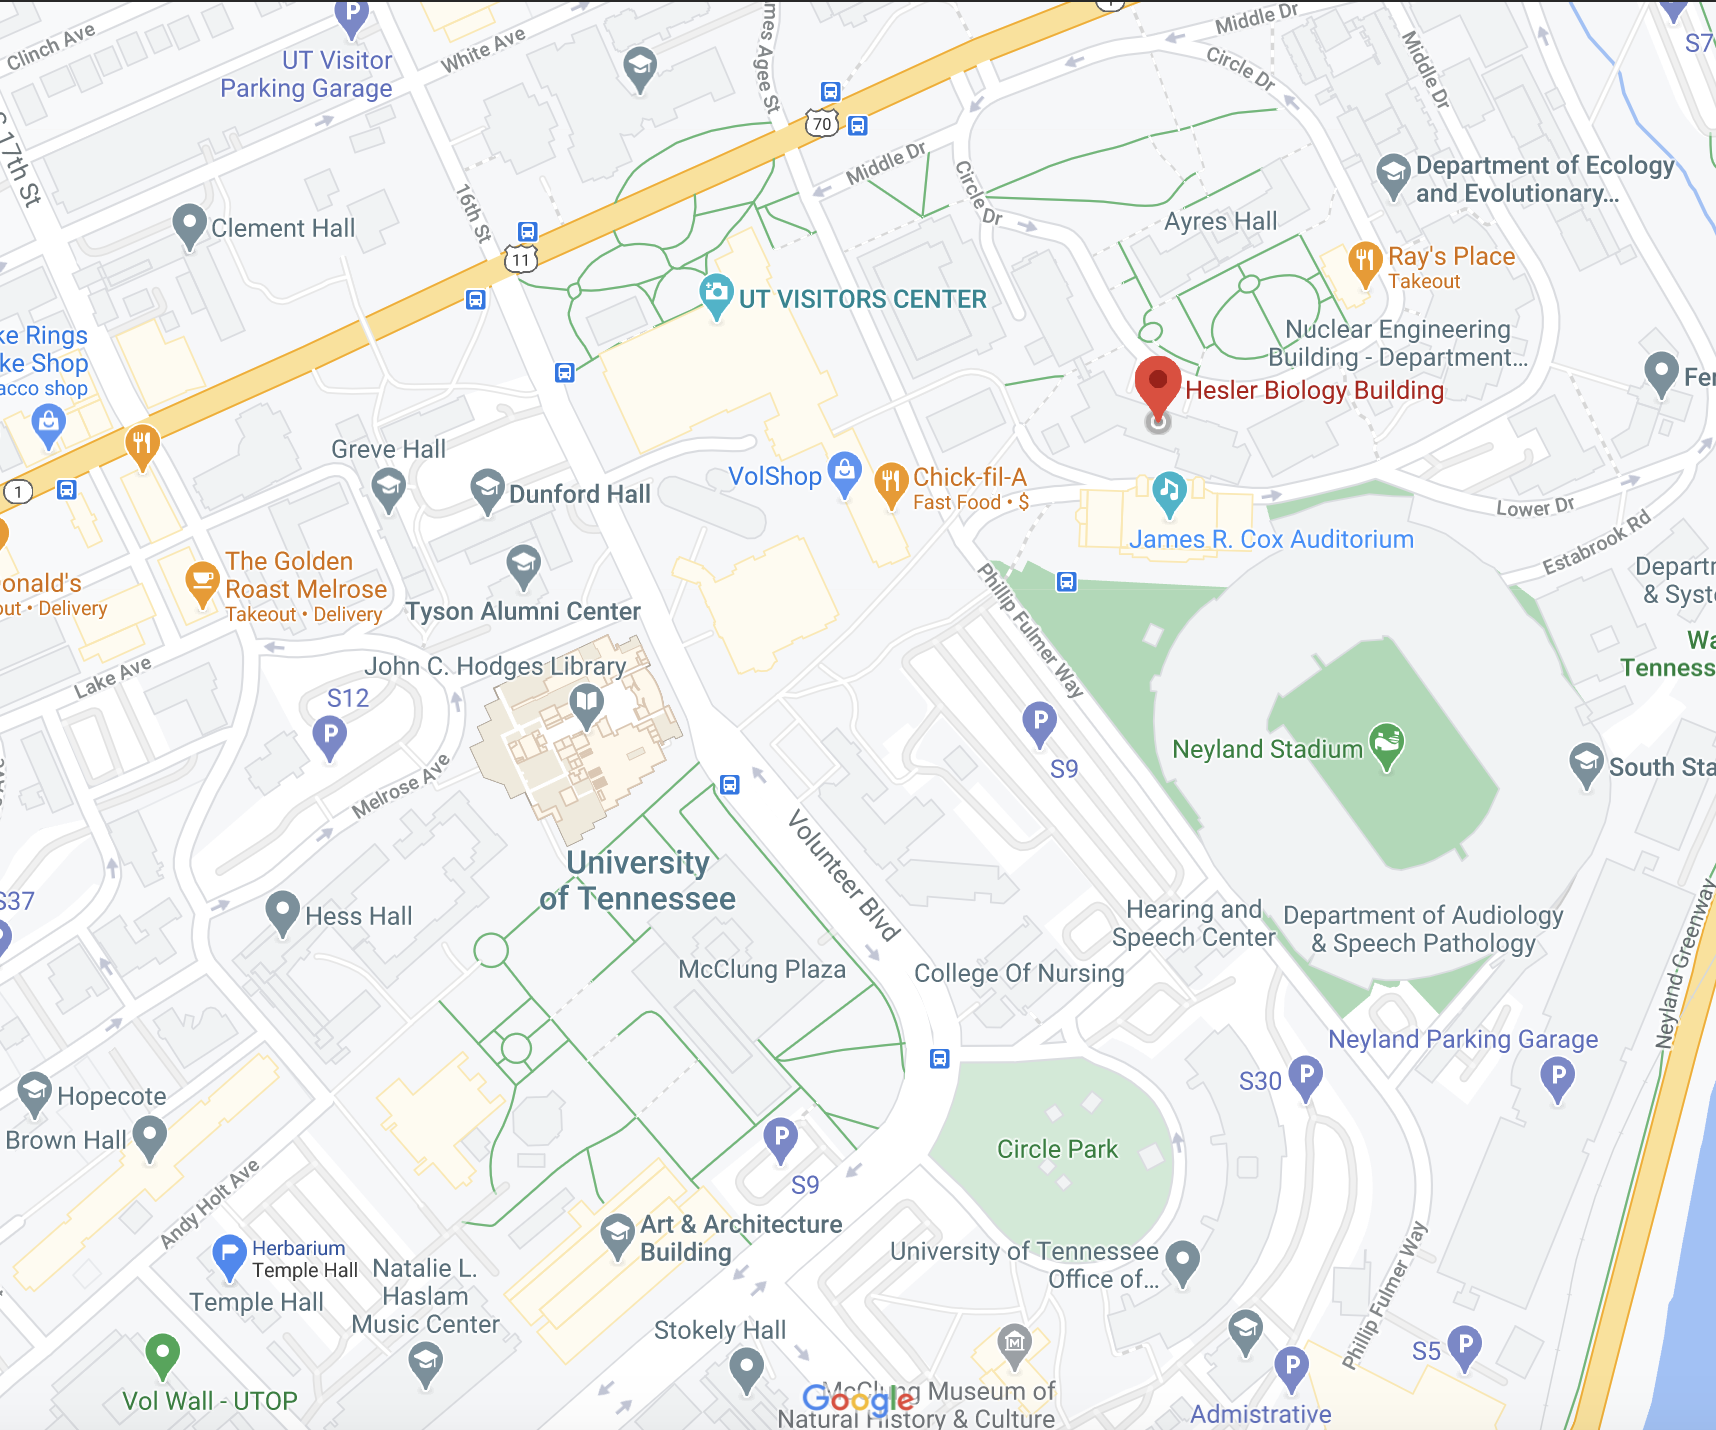 Clinch Ave
P
UT Visitor
Parking Garage
White Ave
James Agee St
Middle Dr
Circle Dr
Middle Dr
S7
70
Middle Dr
Circle Dr
S 17th St
16th St
Clement Hall
11
Department of Ecology
and Evolutionary...
Ayres Hall
Ray's Place
Takeout
UT VISITORS CENTER
Nuclear Engineering
Building - Department...
ke Rings
ke Shop
acco shop
Hesler Biology Building
Fer
Greve Hall
Dunford Hall
1
VolShop
Chick-fil-A
Fast Food • $
Lower Dr
Estabrook Rd
James R. Cox Auditorium
The Golden
Roast Melrose
Takeout • Delivery
onald's
out • Delivery
Tyson Alumni Center
Phillip Fulmer Way
Departr
& Syste
Wa
Tenness
Lake Ave
John C. Hodges Library
S12
P
P
S9
Neyland Stadium
South Sta
Melrose Ave
Volunteer Blvd
University
of Tennessee
S37
Hess Hall
McClung Plaza
College Of Nursing
Hearing and
Speech Center
Department of Audiology
& Speech Pathology
Neyland-Greenway
Neyland Parking Garage
P
S30
P
Hopecote
Brown Hall
P
S9
Circle Park
Andy Holt Ave
Art & Architecture
Building
University of Tennessee
Office of...
Herbarium
Temple Hall
Temple Hall
Natalie L.
Haslam
Music Center
Stokely Hall
Phillip Fulmer Way
S5
P
P
Admistrative
Vol Wall - UTOP
Google
McClung Museum of
Natural History & Culture